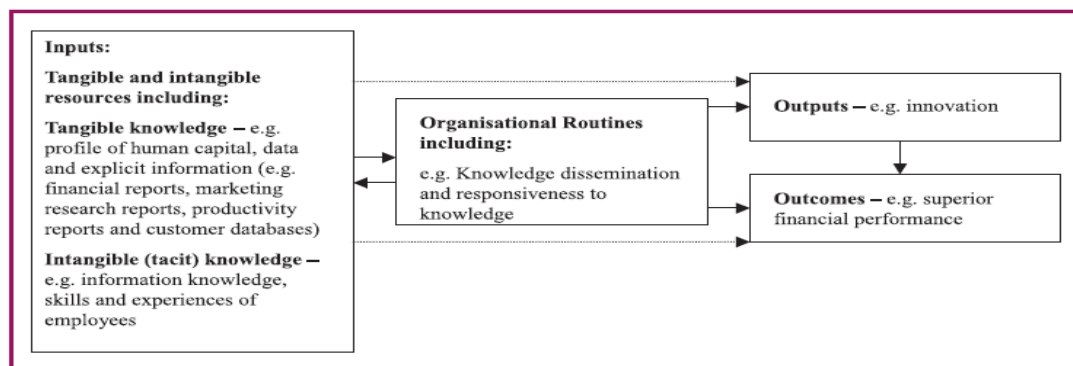 Inputs:
Tangible and intangible
resources including:
Tangible knowledge – e.g.
profile of human capital, data
and explicit information (e.g.
financial reports, marketing
research reports, productivity
reports and customer databases)
Intangible (tacit) knowledge –
e.g. information knowledge,
skills and experiences of
employees
Organisational Routines
including:
e.g. Knowledge dissemination
and responsiveness to
knowledge
Outputs – e.g. innovation
Outcomes – e.g. superior
financial performance